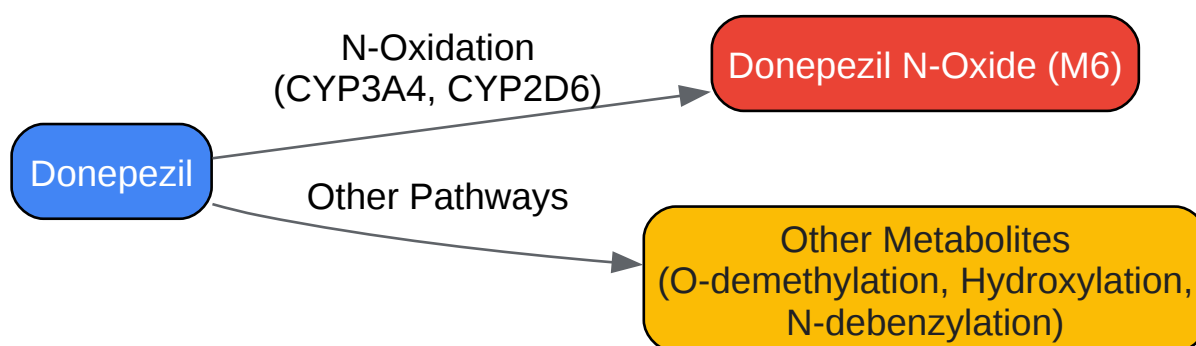 N-Oxidation
(CYP3A4, CYP2D6)
Donepezil N-Oxide (M6)
Donepezil
Other Pathways
Other Metabolites
(O-demethylation, Hydroxylation,
N-debenzylation)